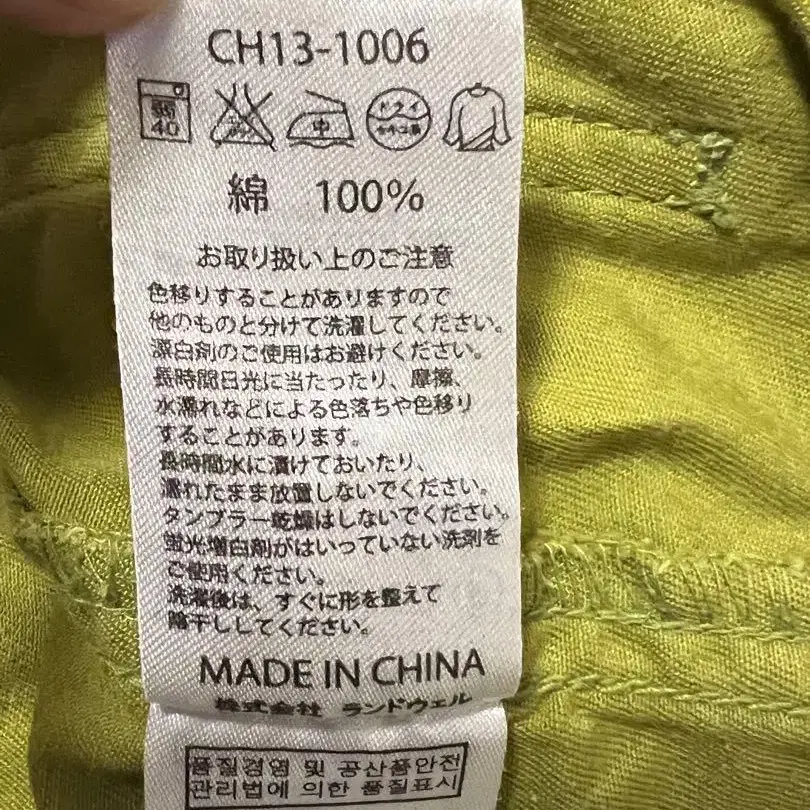 CH13-1006
弱
40
中
ドライ
セキユ系
綿 100%
お取り扱い上のご注意
色移りすることがありますので
他のものと分けて洗濯してください。
漂白剤のご使用はお避けください。
長時間日光に当たったり、摩擦、
水濡れなどによる色落ちや色移り
することがあります。
長時間水に漬けておいたり、
濡れたまま放置しないでください。
タンブラー乾燥はしないでください。
蛍光増白剤がはいっていない洗剤を
ご使用ください。
洗濯後は、すぐに形を整えて
陰干ししてください。
MADE IN CHINA
株式会社 ランドウェル
품질경영 및 공산품안전
관리법에 의한 품질표시